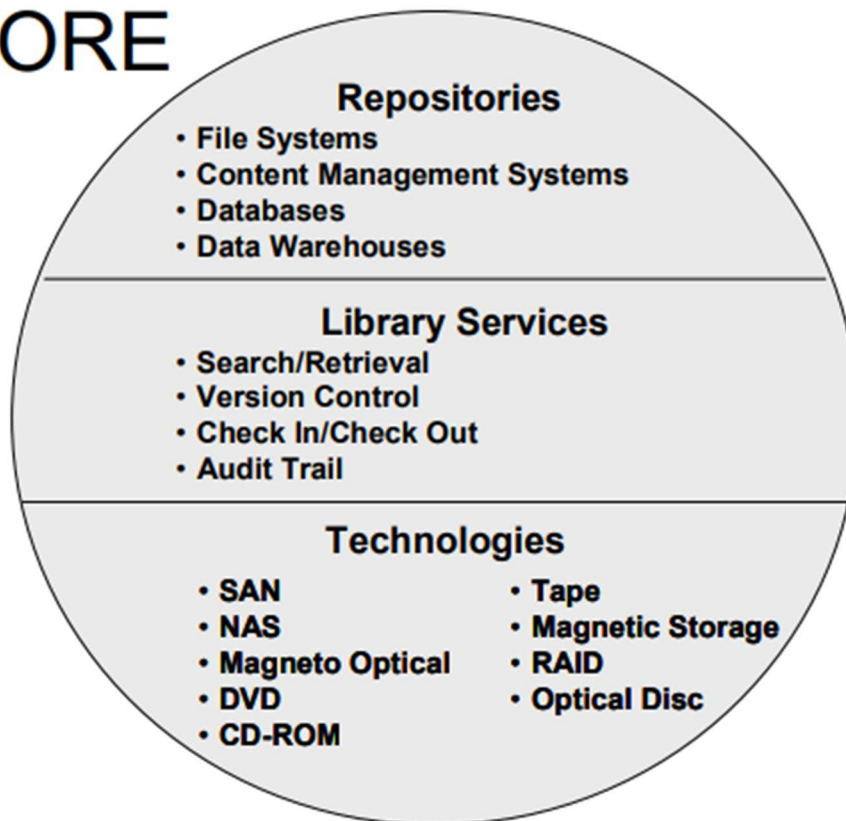 ORE
Repositories
• File Systems
• Content Management Systems
• Databases
• Data Warehouses
Library Services
• Search/Retrieval
• Version Control
• Check In/Check Out
• Audit Trail
Technologies
• SAN
• NAS
• Magneto Optical
• DVD
• CD-ROM
• Tape
• Magnetic Storage
• RAID
• Optical Disc